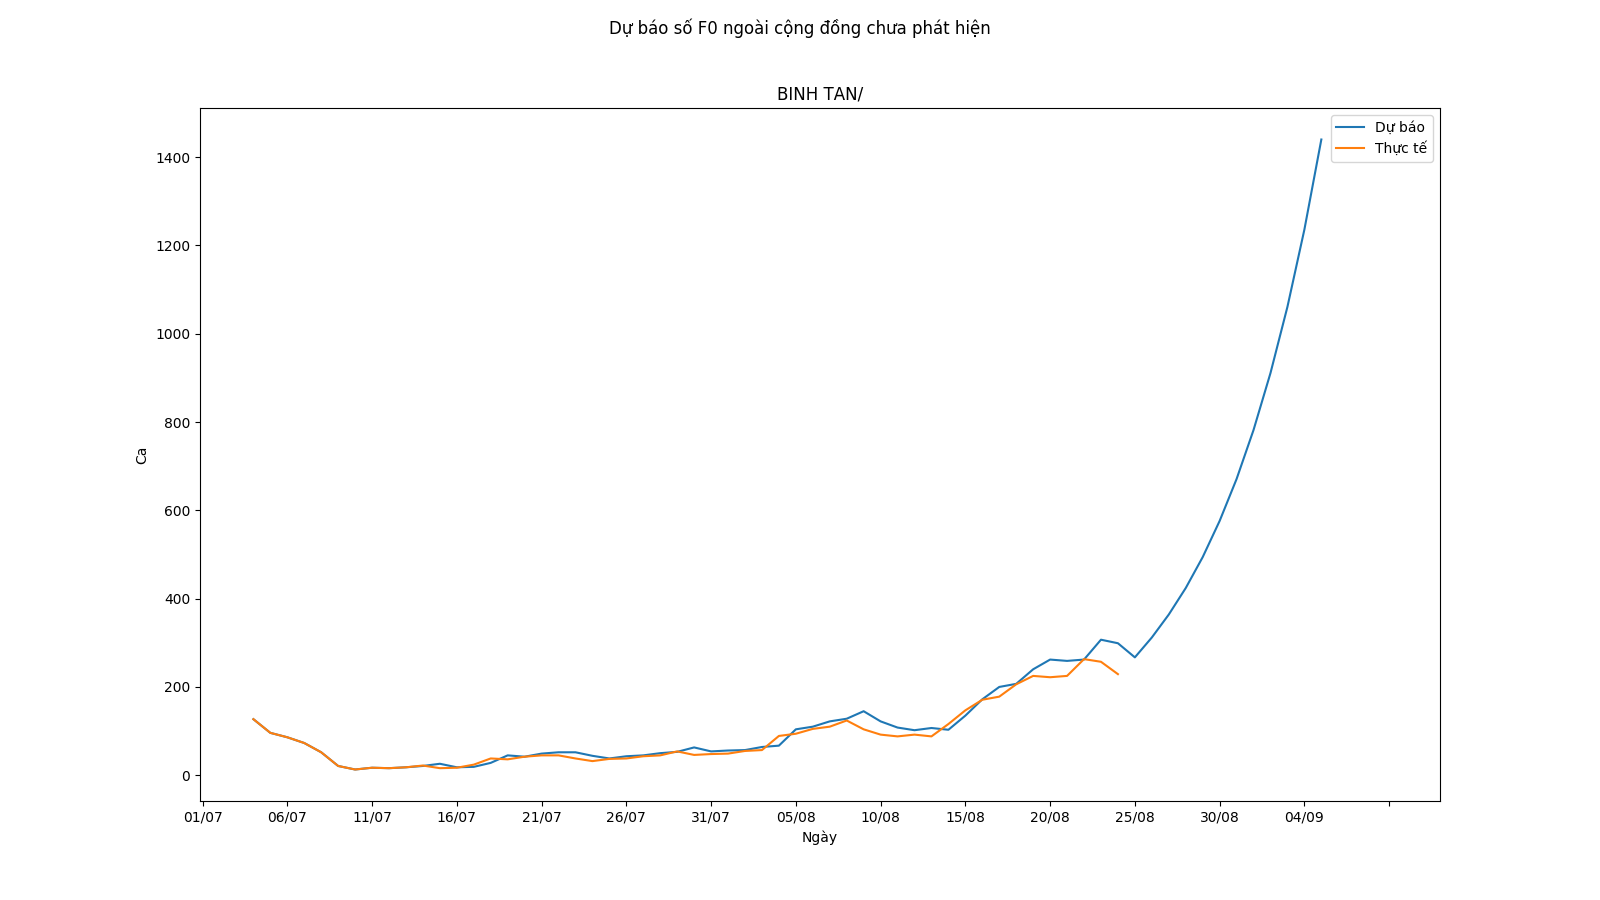 Dự báo số F0 ngoài cộng đồng chưa phát hiện
BINH TAN/
Dự báo
Thực tế
1400
1200
1000
800
600
400
200
0
Ca
01/07 06/07 11/07 16/07 21/07 26/07 31/07 05/08 10/08 15/08 20/08 25/08 30/08 04/09
Ngày